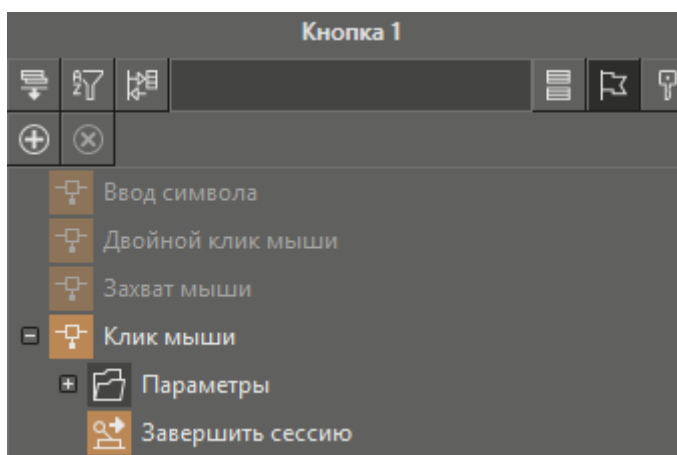 Кнопка 1
Ввод символа
Двойной клик мыши
Захват мыши
Клик мыши
Параметры
Завершить сессию